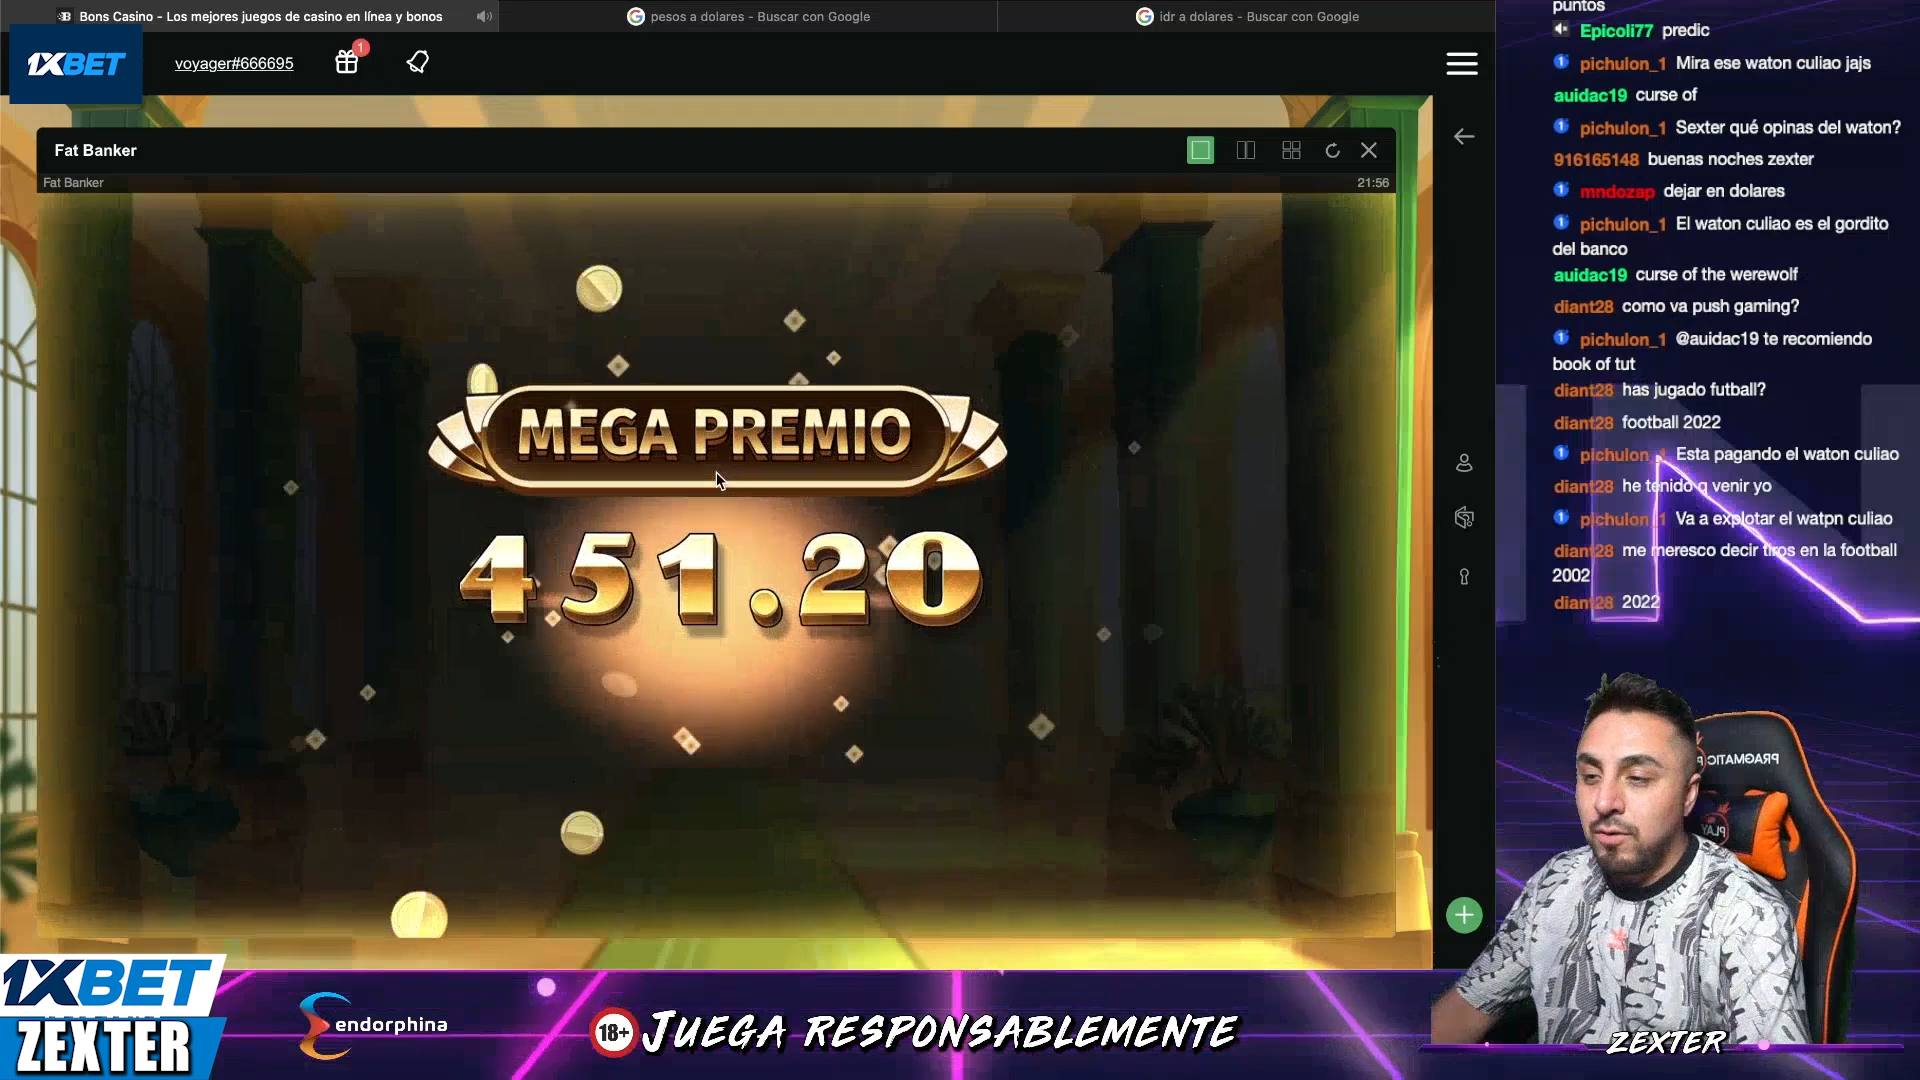 Bons Casino - Los mejores juegos de casino en línea y bonos
pesos a dolares - Buscar con Google
idr a dolares - Buscar con Google
1XBET
voyager#666695
1
Fat Banker
Fat Banker
21:56
MEGA PREMIO
451.20
puntos
Epicoli77 predic
pichulon_1 Mira ese waton culiao jajs
auidac19 curse of
pichulon_1 Sexter qué opinas del waton?
916165148 buenas noches zexter
mndozap dejar en dolares
pichulon_1 El waton culiao es el gordito
del banco
auidac19 curse of the werewolf
diant28 como va push gaming?
pichulon_1 @auidac19 te recomiendo
book of tut
diant28 has jugado futball?
diant28 football 2022
pichulon_1 Esta pagando el waton culiao
diant28 he tenido q venir yo
pichulon_1 Va a explotar el watpn culiao
diant28 me meresco decir tiros en la football
2002
diant28 2022
PRAGMATIC P
PLAY
1XBET
ZEXTER
endorphina
18+ JUEGA RESPONSABLEMENTE
ZEXTER